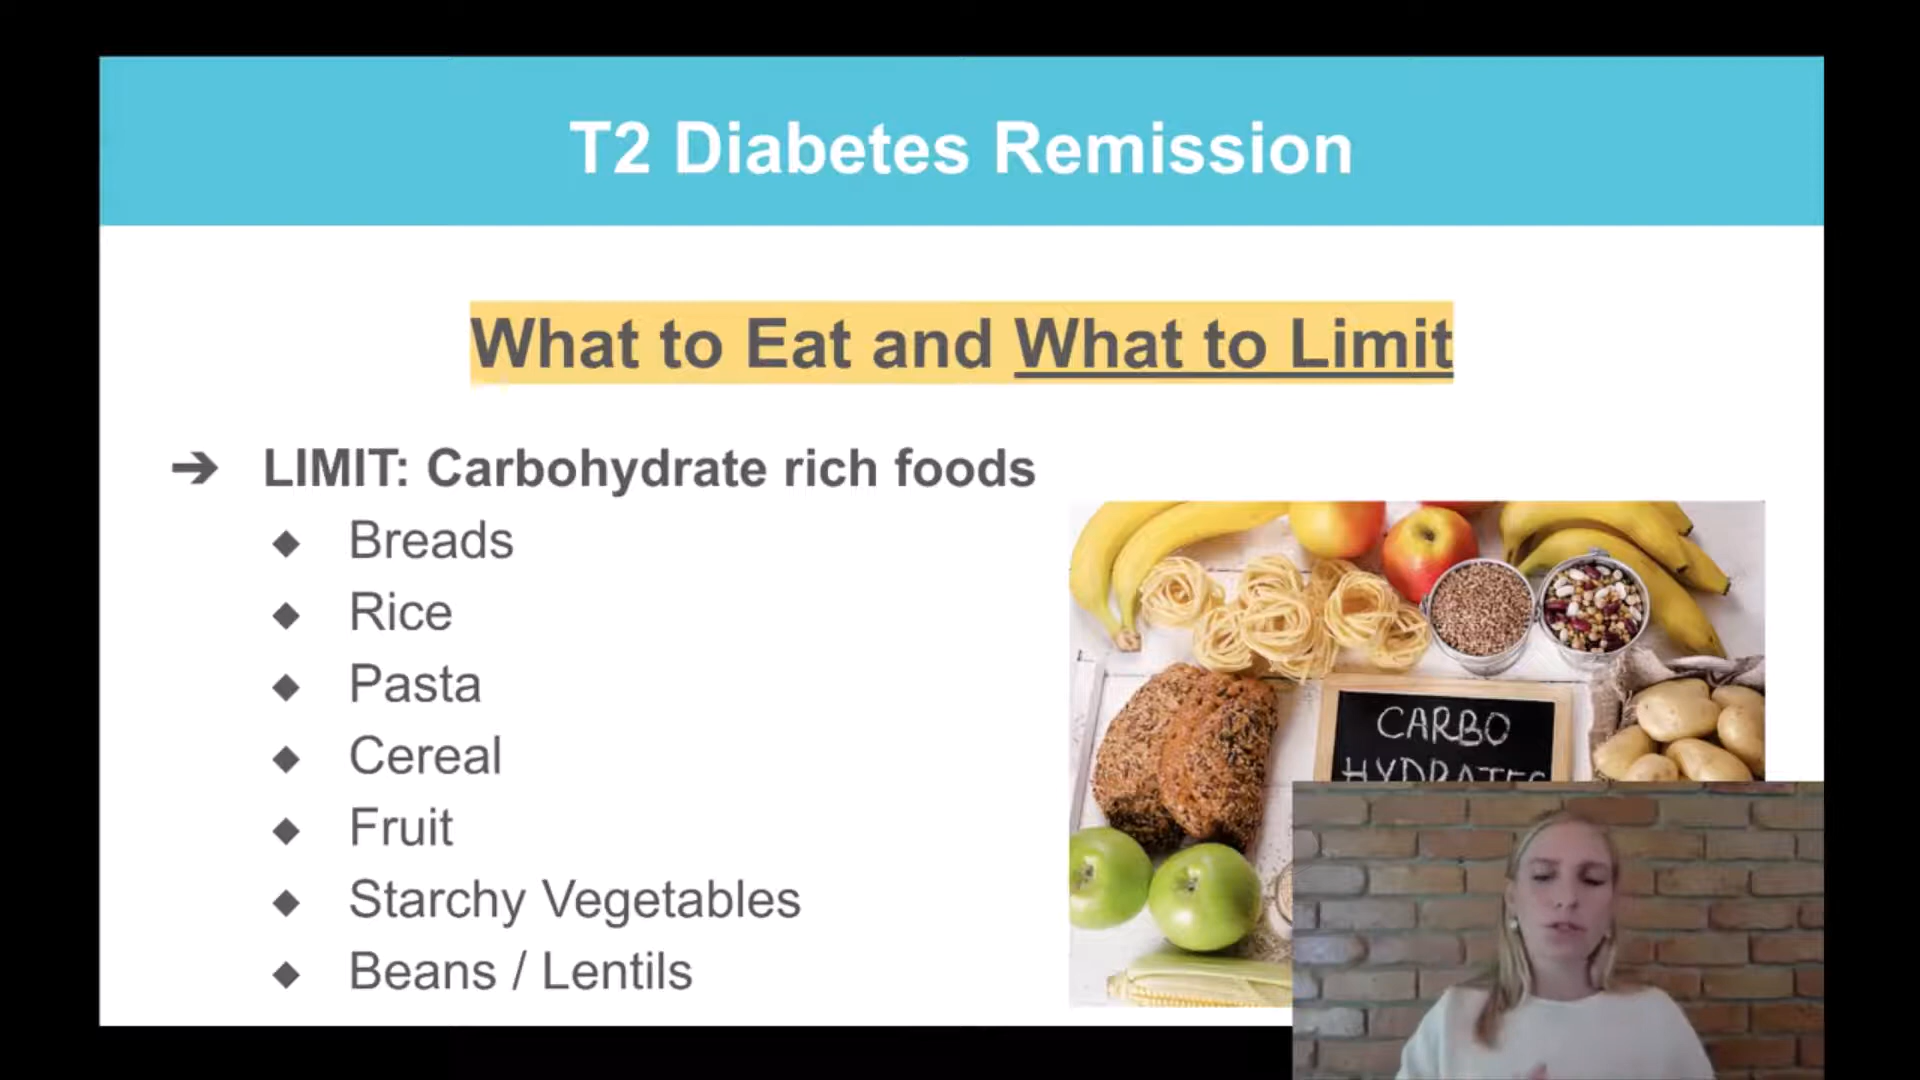 T2 Diabetes Remission
What to Eat and What to Limit
➔ LIMIT: Carbohydrate rich foods
◆ Breads
◆ Rice
◆ Pasta
◆ Cereal
◆ Fruit
◆ Starchy Vegetables
◆ Beans / Lentils
CARBO
HYDRATES